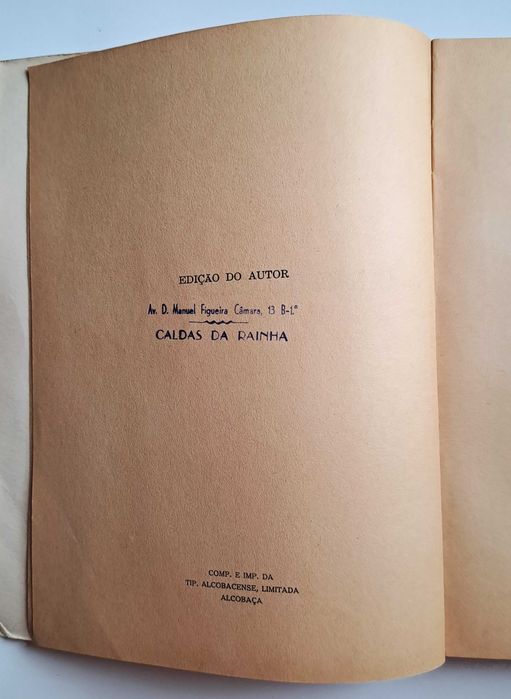 EDIÇÃO DO AUTOR
Av. D. Manuel Figueira Câmara, 13 B-1.º
CALDAS DA RAINHA
COMP. E IMP. DA
TIP. ALCOBACENSE, LIMITADA
ALCOBAÇA